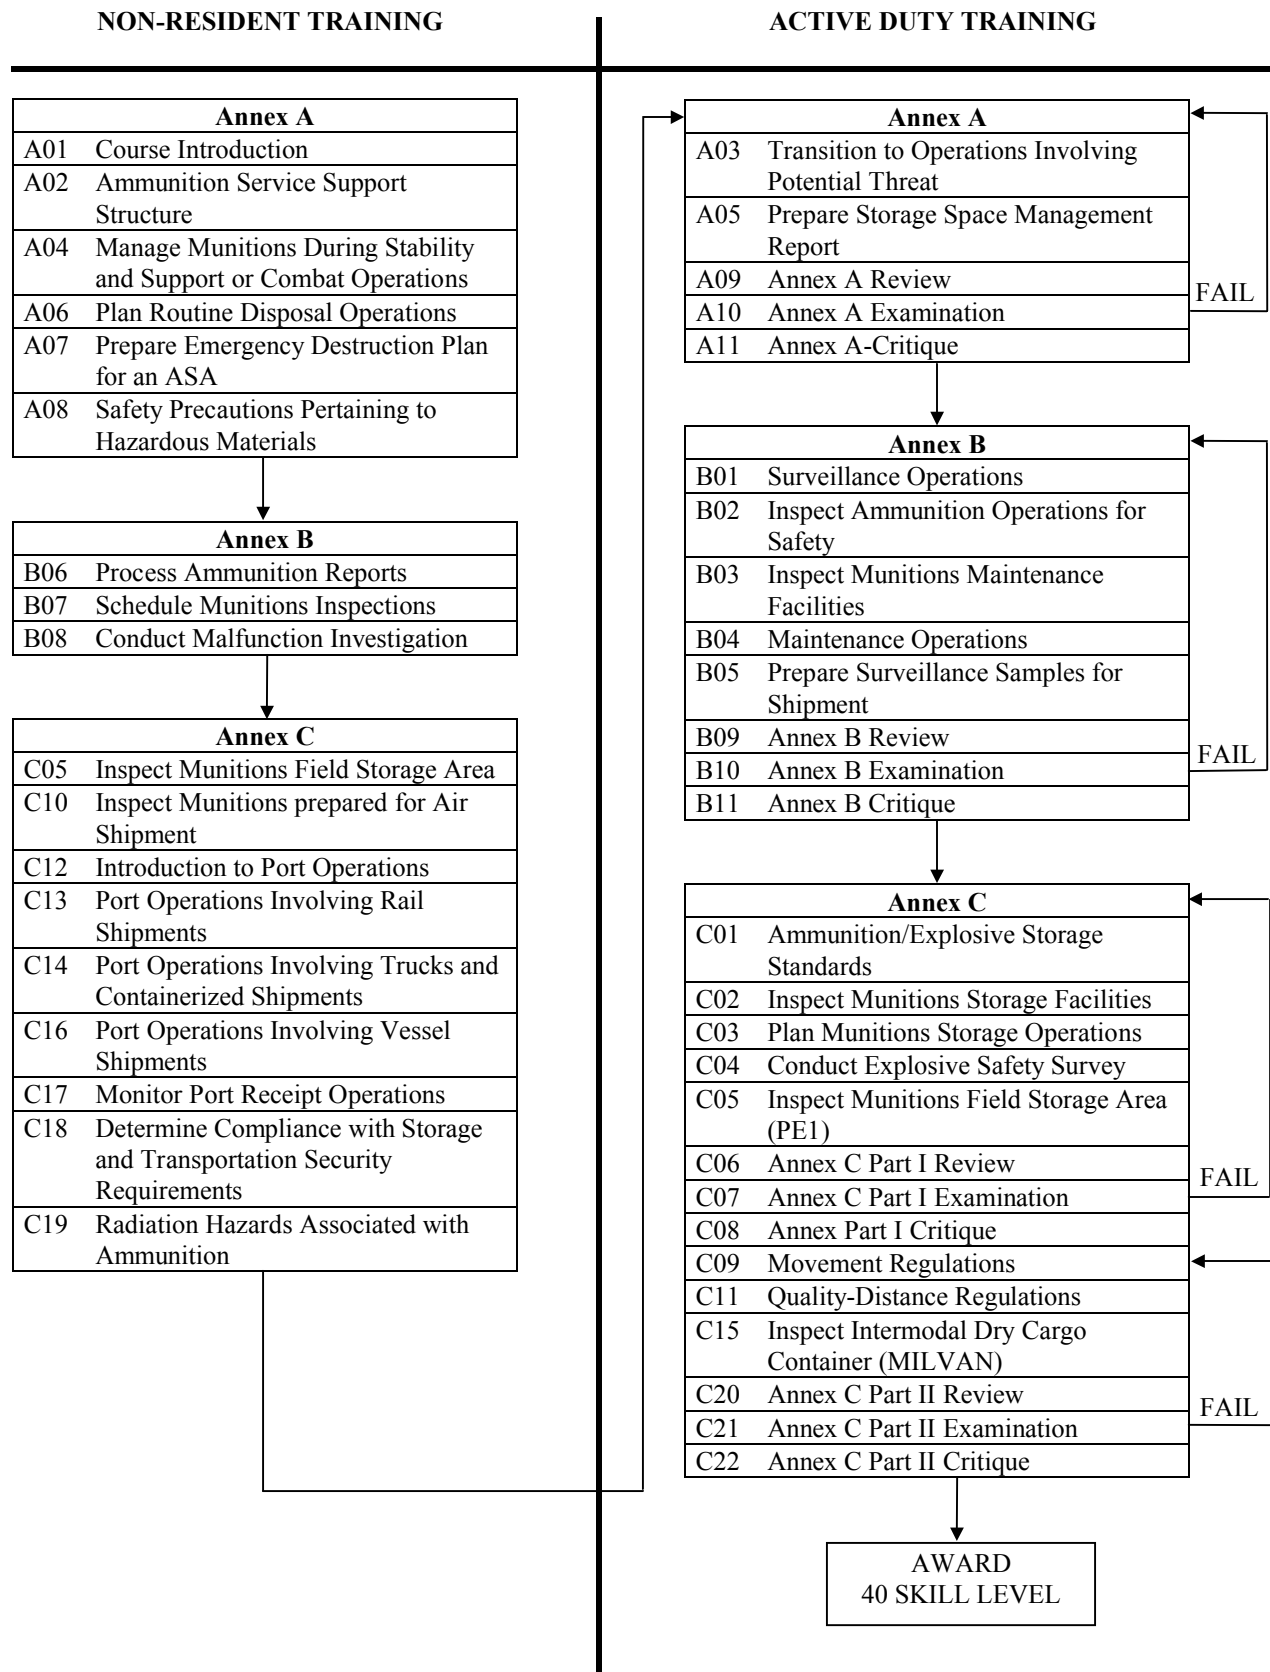 NON-RESIDENT TRAINING
Annex A
A01 Course Introduction
A02 Ammunition Service Support
Structure
A04 Manage Munitions During Stability
and Support or Combat Operations
A06 Plan Routine Disposal Operations
A07 Prepare Emergency Destruction Plan
for an ASA
A08 Safety Precautions Pertaining to
Hazardous Materials
Annex B
B06 Process Ammunition Reports
B07 Schedule Munitions Inspections
B08 Conduct Malfunction Investigation
Annex C
C05 Inspect Munitions Field Storage Area
C10 Inspect Munitions prepared for Air
Shipment
C12 Introduction to Port Operations
C13 Port Operations Involving Rail
Shipments
C14 Port Operations Involving Trucks and
Containerized Shipments
C16 Port Operations Involving Vessel
Shipments
C17 Monitor Port Receipt Operations
C18 Determine Compliance with Storage
and Transportation Security
Requirements
C19 Radiation Hazards Associated with
Ammunition
ACTIVE DUTY TRAINING
Annex A
A03 Transition to Operations Involving
Potential Threat
A05 Prepare Storage Space Management
Report
A09 Annex A Review
A10 Annex A Examination
A11 Annex A-Critique
FAIL
Annex B
B01 Surveillance Operations
B02 Inspect Ammunition Operations for
Safety
B03 Inspect Munitions Maintenance
Facilities
B04 Maintenance Operations
B05 Prepare Surveillance Samples for
Shipment
B09 Annex B Review
B10 Annex B Examination
B11 Annex B Critique
FAIL
Annex C
C01 Ammunition/Explosive Storage
Standards
C02 Inspect Munitions Storage Facilities
C03 Plan Munitions Storage Operations
C04 Conduct Explosive Safety Survey
C05 Inspect Munitions Field Storage Area
(PE1)
C06 Annex C Part I Review
C07 Annex C Part I Examination
C08 Annex Part I Critique
FAIL
C09 Movement Regulations
C11 Quality-Distance Regulations
C15 Inspect Intermodal Dry Cargo
Container (MILVAN)
C20 Annex C Part II Review
C21 Annex C Part II Examination
C22 Annex C Part II Critique
FAIL
AWARD
40 SKILL LEVEL